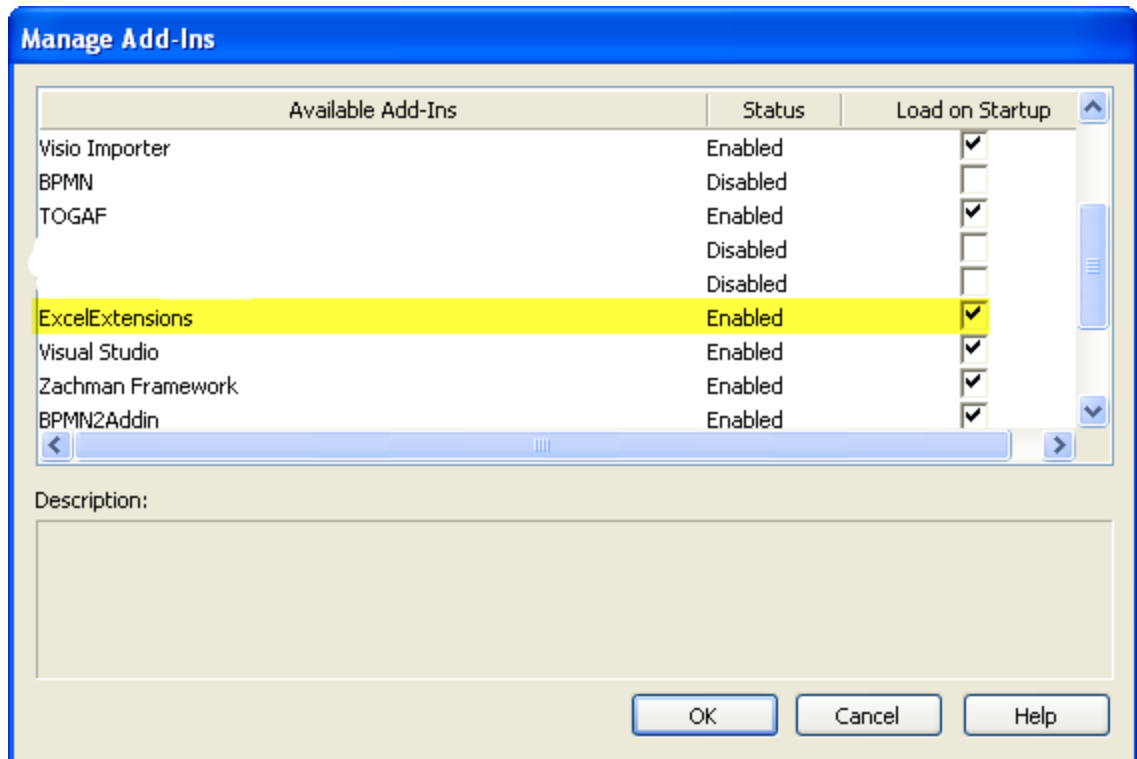 Manage Add-Ins
Available Add-Ins Status Load on Startup
Visio Importer Enabled
BPMN Disabled
TOGAF Enabled
Disabled
Disabled
ExcelExtensions Enabled
Visual Studio Enabled
Zachman Framework Enabled
BPMN2Addin Enabled
Description:
OK Cancel Help